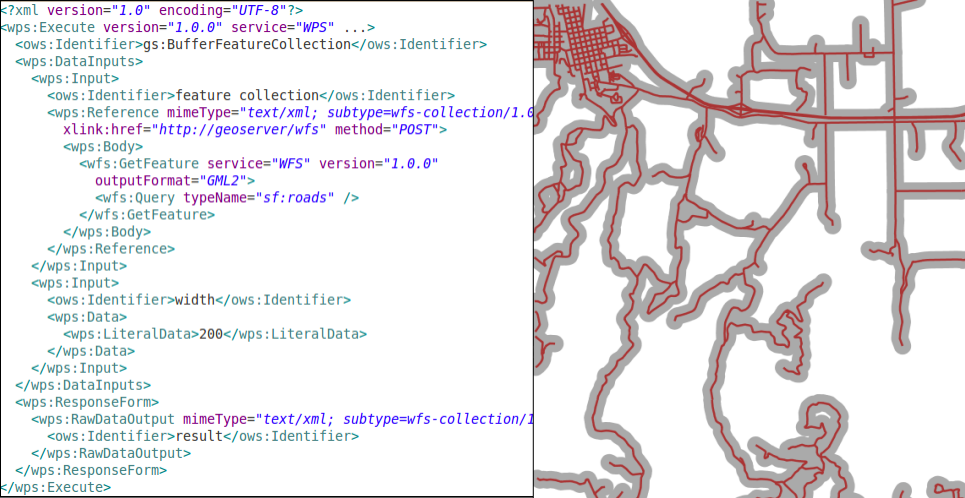 <?xml version="1.0" encoding="UTF-8"?>
<wps:Execute version="1.0.0" service="WPS" ...>
<ows:Identifier>gs:BufferFeatureCollection</ows:Identifier>
<wps:DataInputs>
<wps:Input>
<ows:Identifier>feature collection</ows:Identifier>
<wps:Reference mimeType="text/xml; subtype=wfs-collection/1.0
xlink:href="http://geoserver/wfs" method="POST">
<wps:Body>
<wfs:GetFeature service="WFS" version="1.0.0"
outputFormat="GML2">
<wfs:Query typeName="sf:roads" />
</wfs:GetFeature>
</wps:Body>
</wps:Reference>
</wps:Input>
<wps:Input>
<ows:Identifier>width</ows:Identifier>
<wps:Data>
<wps:LiteralData>200</wps:LiteralData>
</wps:Data>
</wps:Input>
</wps:DataInputs>
<wps:ResponseForm>
<wps:RawDataOutput mimeType="text/xml; subtype=wfs-collection/1
<ows:Identifier>result</ows:Identifier>
</wps:RawDataOutput>
</wps:ResponseForm>
</wps:Execute>